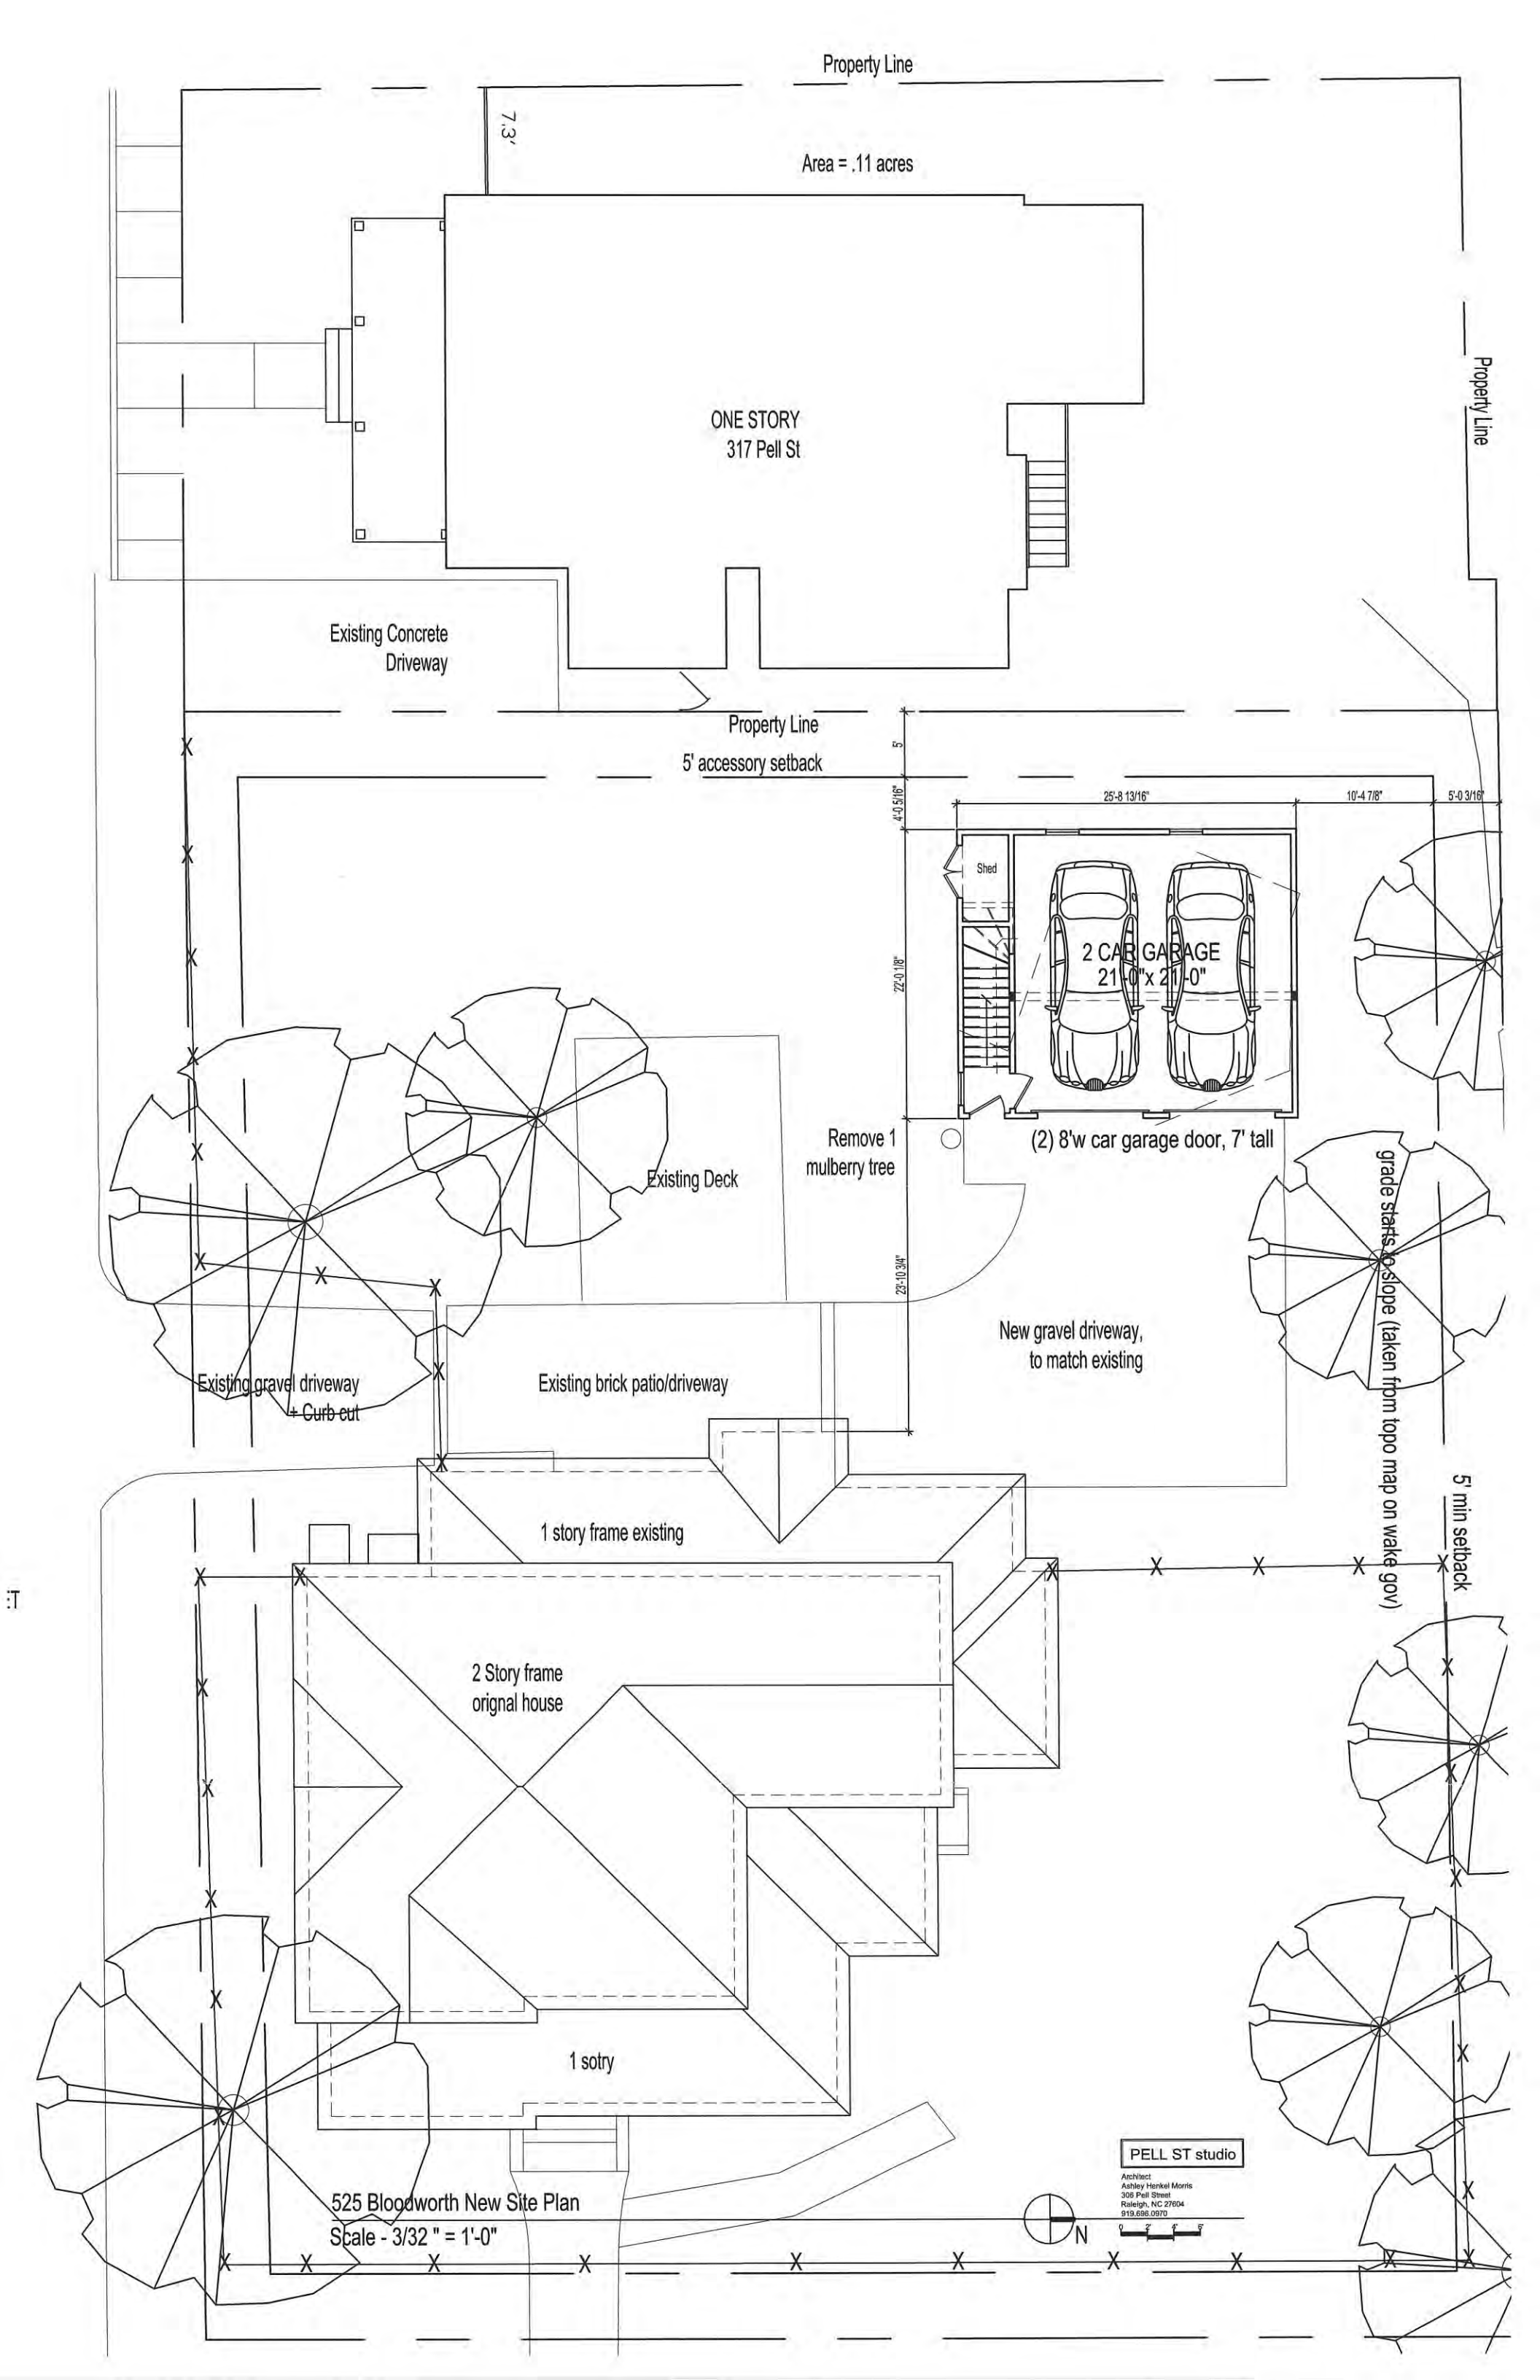 Property Line
7.3'
Area = .11 acres
Property Line
ONE STORY
317 Pell St
Existing Concrete
Driveway
Property Line
5'
5' accessory setback
4'-0 5/16"
25'-8 13/16"
10'-4 7/8"
5'-0 3/16"
Shed
2 CAR GARAGE
21'-0"x 21'-0"
22'-0 1/8"
Remove 1
mulberry tree
(2) 8'w car garage door, 7' tall
Existing Deck
grade starts to slope (taken from topo map on wake gov)
23'-10 3/4"
New gravel driveway,
to match existing
Existing gravel driveway
+ Curb cut
Existing brick patio/driveway
5' min setback
1 story frame existing
ET
2 Story frame
orignal house
1 sotry
PELL ST studio
Architect
Ashley Henkel Morris
306 Pell Street
Raleigh, NC 27604
919.696.0970
525 Bloodworth New Site Plan
Scale - 3/32 " = 1'-0"
N
0 2' 4' 6'